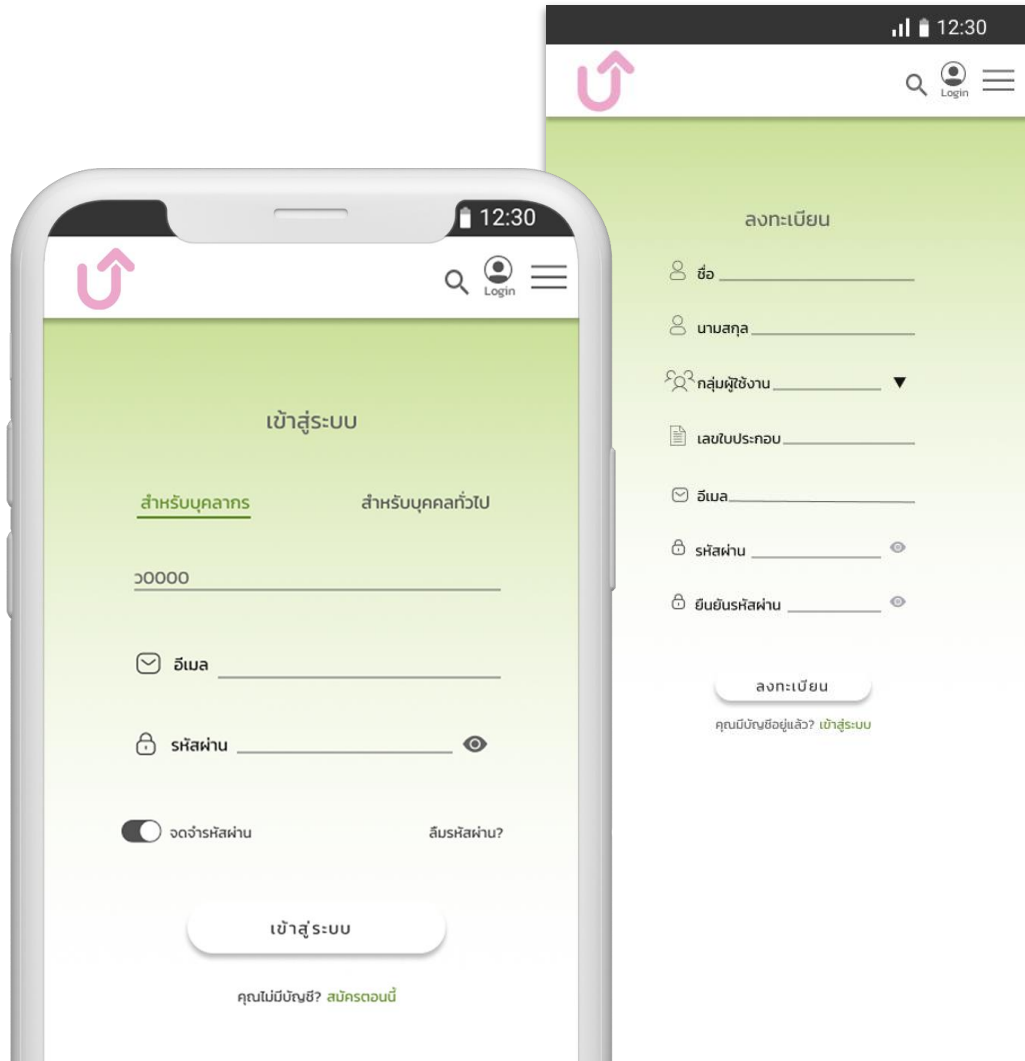 12:30
Login
เข้าสู่ระบบ
สำหรับบุคลากร สำหรับบุคคลทั่วไป
ว0000
อีเมล
รหัสผ่าน
จดจำรหัสผ่าน ลืมรหัสผ่าน?
เข้าสู่ระบบ
คุณไม่มีบัญชี? สมัครตอนนี้
12:30
Login
ลงทะเบียน
ชื่อ
นามสกุล
กลุ่มผู้ใช้งาน
เลขใบประกอบ
อีเมล
รหัสผ่าน
ยืนยันรหัสผ่าน
ลงทะเบียน
คุณมีบัญชีอยู่แล้ว? เข้าสู่ระบบ